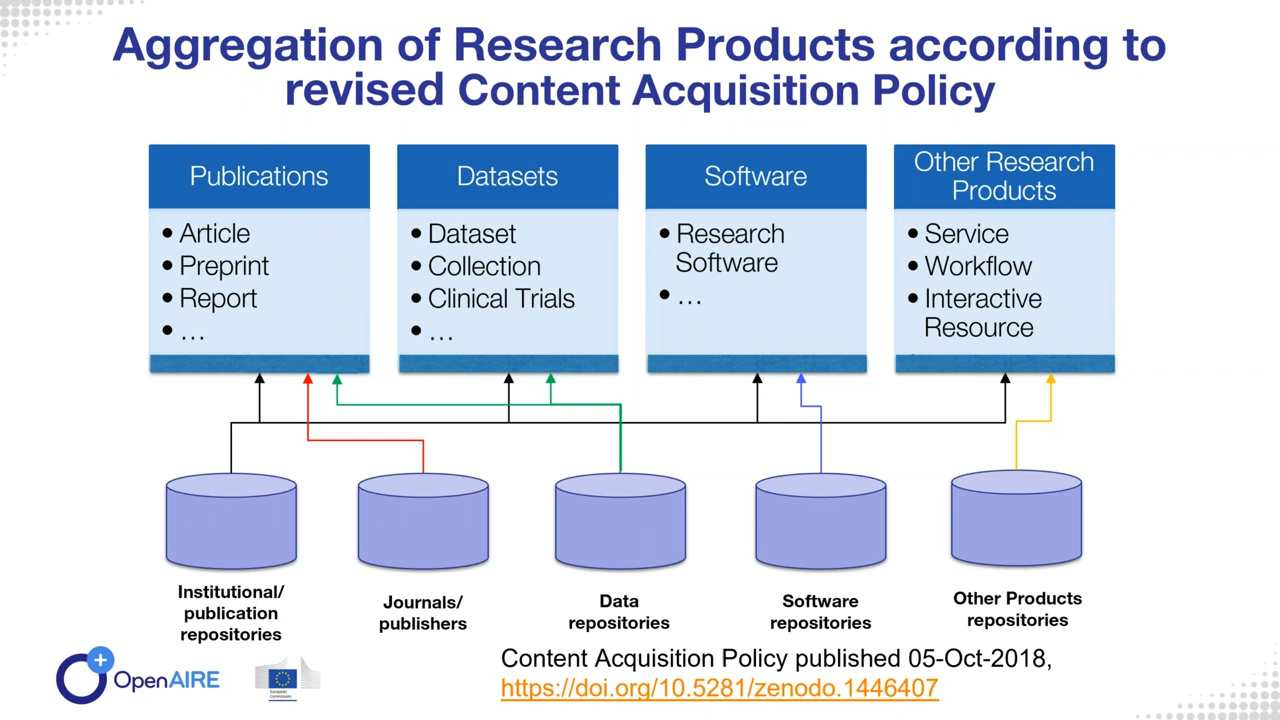 Aggregation of Research Products according to
revised Content Acquisition Policy
Publications
• Article
• Preprint
• Report
• …
Datasets
• Dataset
• Collection
• Clinical Trials
• …
Software
• Research
Software
• …
Other Research
Products
• Service
• Workflow
• Interactive
Resource
Institutional/
publication
repositories
Journals/
publishers
Data
repositories
Software
repositories
Other Products
repositories
OpenAIRE
European
Commission
Content Acquisition Policy published 05-Oct-2018,
https://doi.org/10.5281/zenodo.1446407